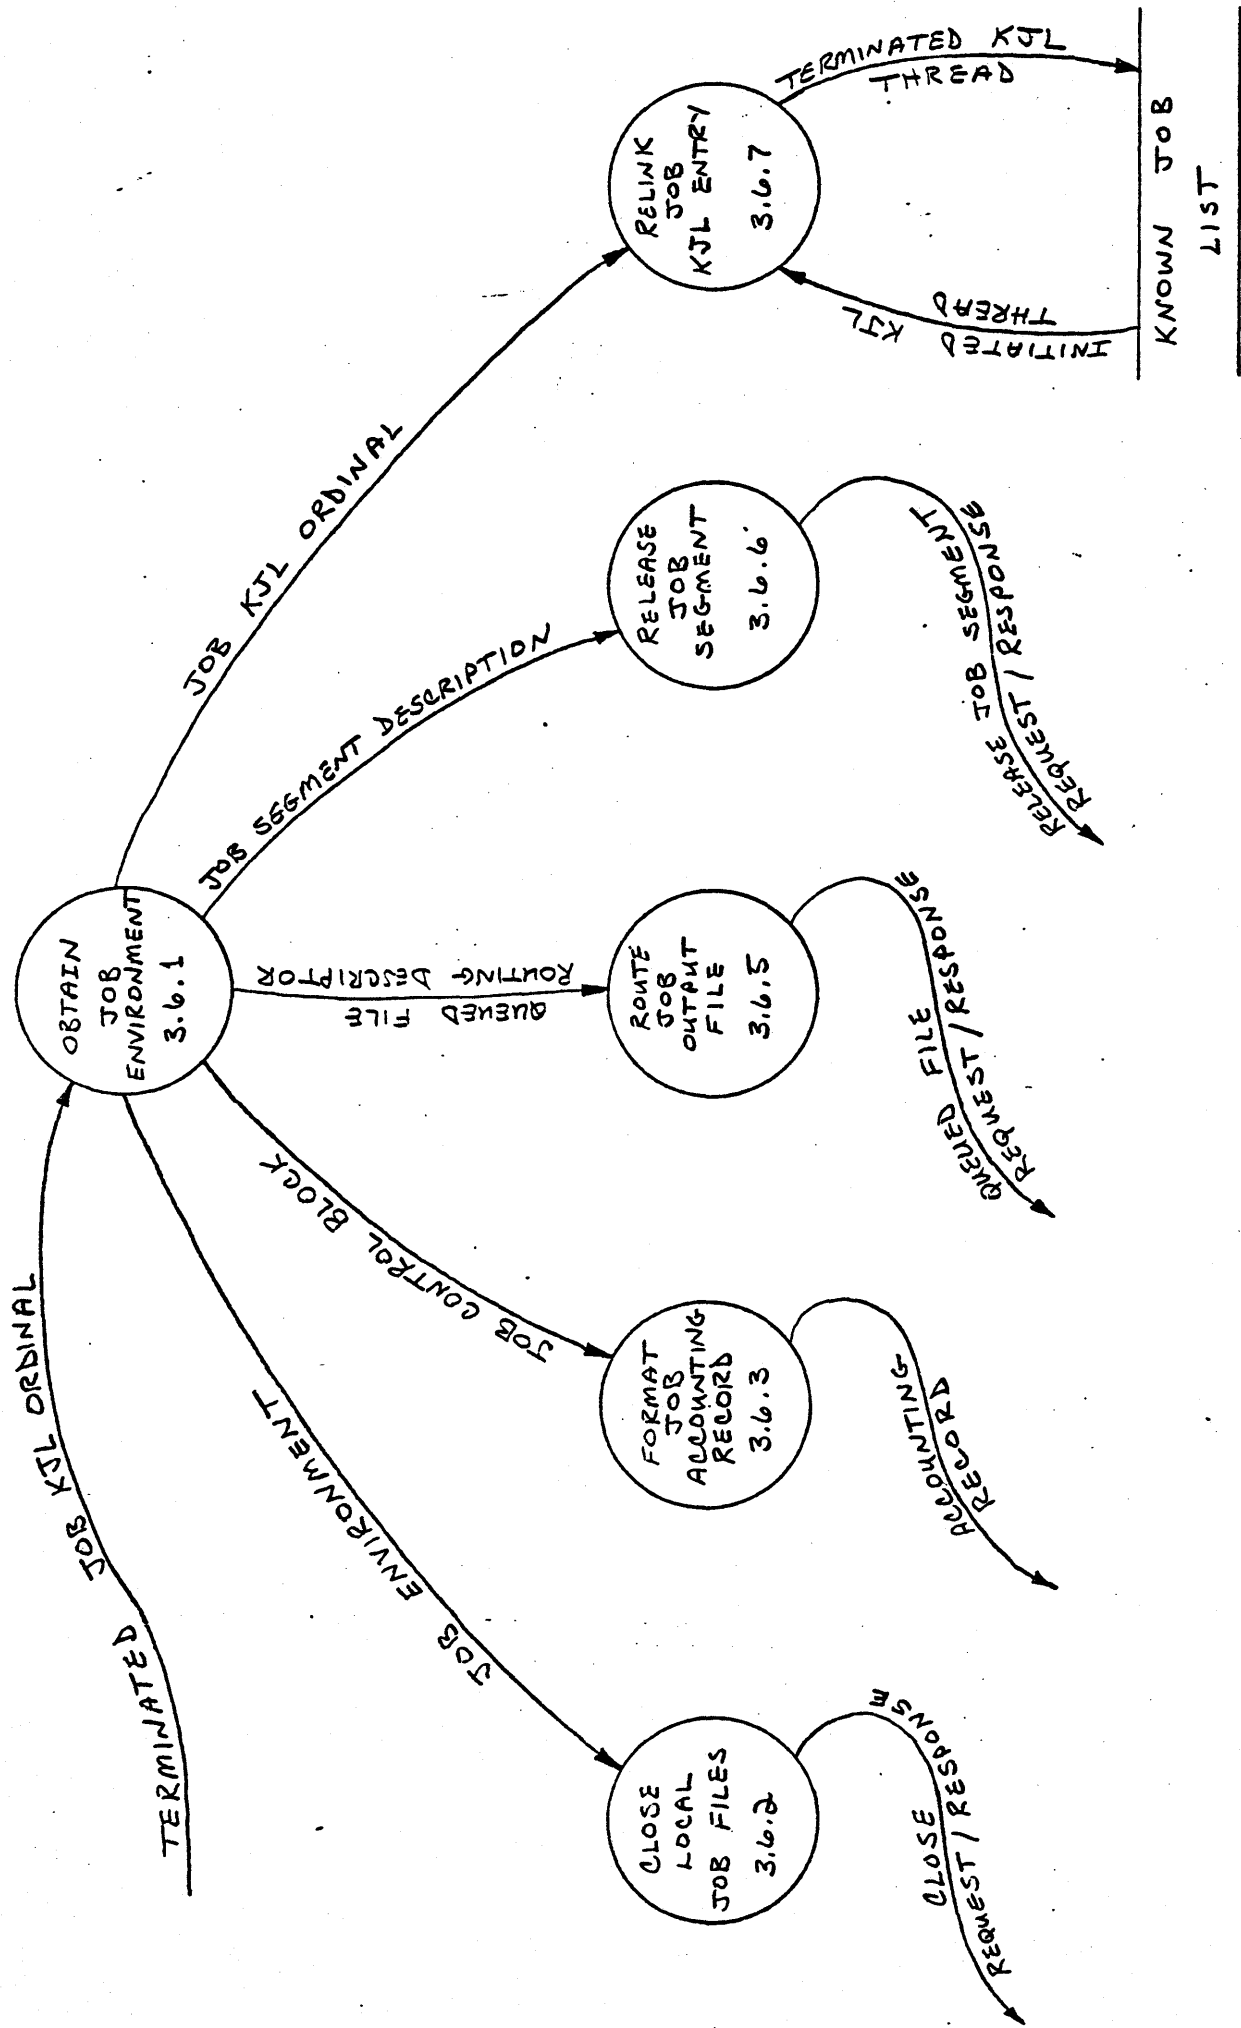 TERMINATED JOB KJL ORDINAL
OBTAIN
JOB
ENVIRONMENT
3.6.1
JOB ENVIRONMENT
JOB CONTROL BLOCK
QUEUED FILE
ROUTING DESCRIPTOR
JOB SEGMENT DESCRIPTION
JOB KJL ORDINAL
CLOSE
LOCAL
JOB FILES
3.6.2
FORMAT
JOB
ACCOUNTING
RECORD
3.6.3
ROUTE
JOB
OUTPUT
FILE
3.6.5
RELEASE
JOB
SEGMENT
3.6.6
RELINK
JOB
KJL ENTRY
3.6.7
CLOSE
REQUEST/RESPONSE
ACCOUNTING
RECORD
QUEUED FILE
REQUEST/RESPONSE
RELEASE JOB SEGMENT
REQUEST/RESPONSE
INITIATED KJL
THREAD
TERMINATED KJL
THREAD
KNOWN JOB
LIST